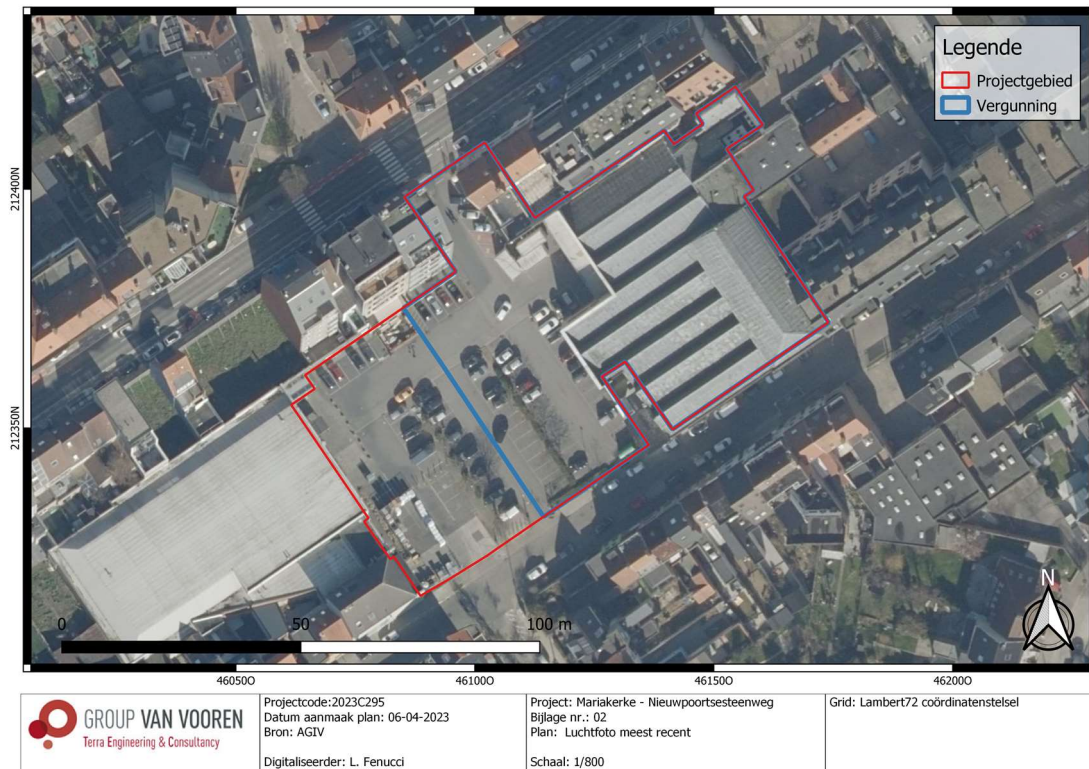 Legende
Projectgebied
Vergunning
212400N
212350N
N
0
50
100 m
460500
461000
461500
462000
GROUP VAN VOOREN
Terra Engineering & Consultancy
Projectcode:2023C295
Datum aanmaak plan: 06-04-2023
Bron: AGIV
Digitaliseerder: L. Fenucci
Project: Mariakerke - Nieuwpoortsesteenweg
Bijlage nr.: 02
Plan: Luchtfoto meest recent
Schaal: 1/800
Grid: Lambert72 coördinatenstelsel